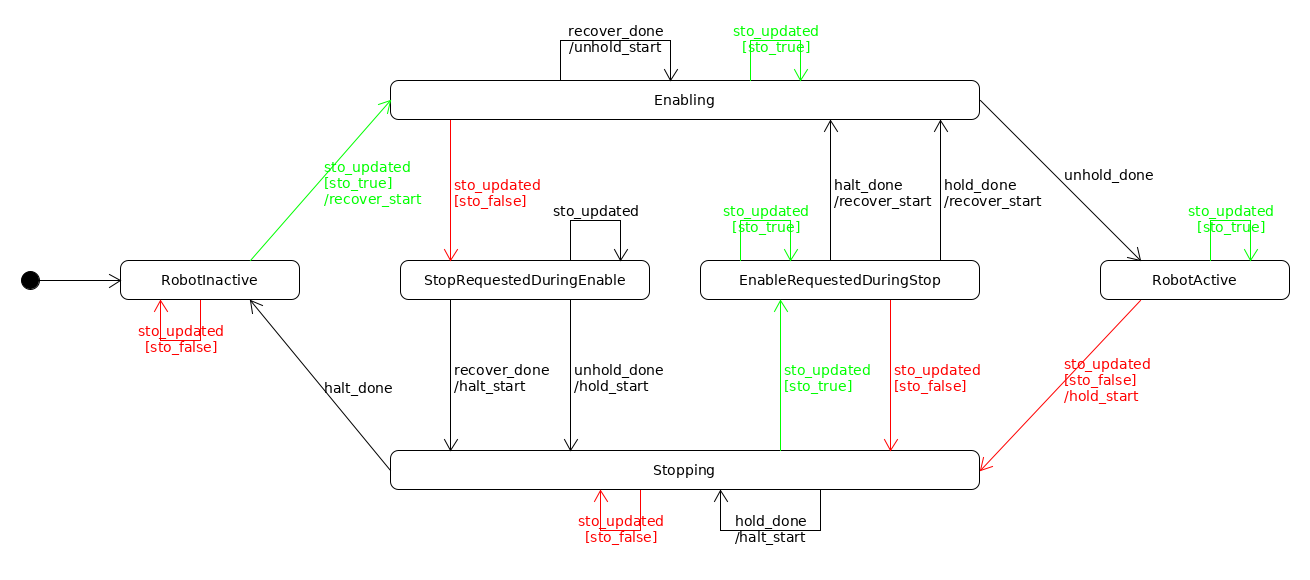 recover_done
/unhold_start
sto_updated
[sto_true]
Enabling
sto_updated
[sto_true]
/recover_start
sto_updated
[sto_false]
halt_done
/recover_start
hold_done
/recover_start
unhold_done
sto_updated
sto_updated
[sto_true]
sto_updated
[sto_true]
RobotInactive
StopRequestedDuringEnable
EnableRequestedDuringStop
RobotActive
sto_updated
[sto_false]
halt_done
recover_done
/halt_start
unhold_done
/hold_start
sto_updated
[sto_true]
sto_updated
[sto_false]
sto_updated
[sto_false]
/hold_start
Stopping
sto_updated
[sto_false]
hold_done
/halt_start